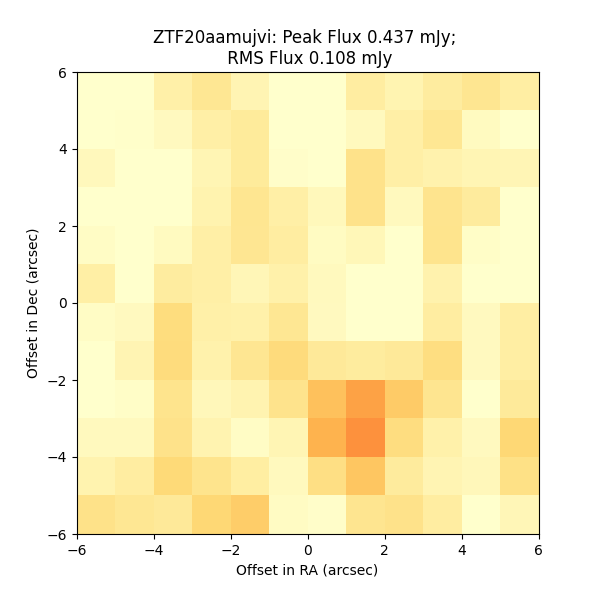 ZTF20aamujvi: Peak Flux 0.437 mJy;
RMS Flux 0.108 mJy
6
4
2
0
−2
−4
−6
Offset in Dec (arcsec)
−6 −4 −2 0 2 4 6
Offset in RA (arcsec)